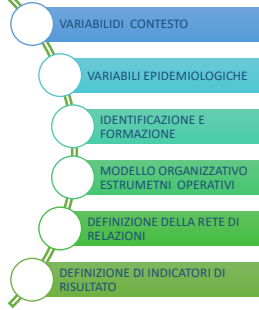 VARIABILIDI CONTESTO
VARIABILI EPIDEMIOLOGICHE
IDENTIFICAZIONE E
FORMAZIONE
MODELLO ORGANIZZATIVO
ESTRUMETNI OPERATIVI
DEFINIZIONE DELLA RETE DI
RELAZIONI
DEFINIZIONE DI INDICATORI DI
RISULTATO